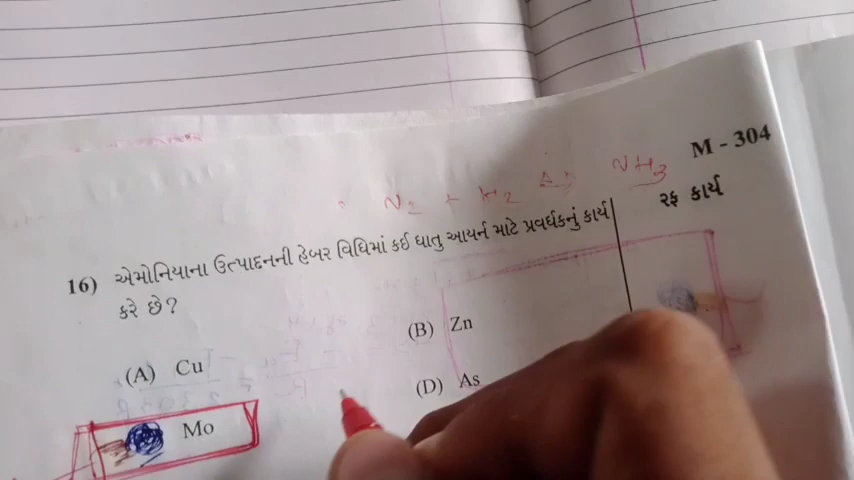 M - 304
N₂ + H₂ Δ→ NH₃
રફ કાર્ય
16) એમોનિયાના ઉત્પાદનની હેબર વિધિમાં કઈ ધાતુ આયર્ન માટે પ્રવર્ધકનું કાર્ય
કરે છે?
(A) Cu
(B) Zn
Mo
(D) As